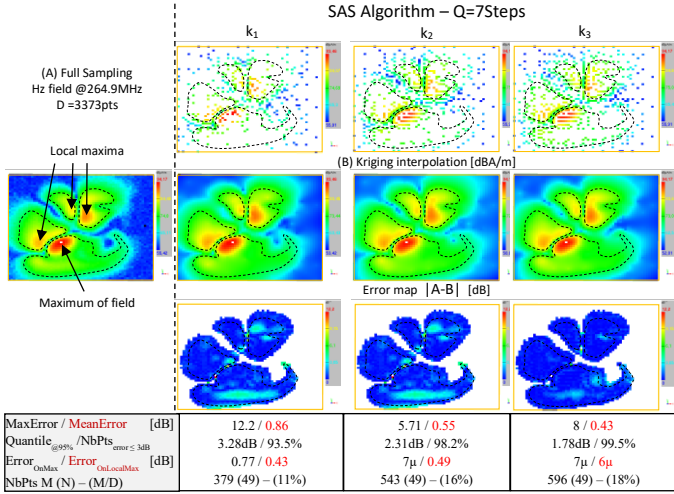 SAS Algorithm – Q=7Steps
k1
k2
k3
(A) Full Sampling
Hz field @264.9MHz
D =3373pts
Local maxima
(B) Kriging interpolation [dBA/m]
Maximum of field
Error map |A-B| [dB]
MaxError / MeanError [dB]
12.2 / 0.86
5.71 / 0.55
8 / 0.43
Quantile@95% /NbPts error ≤ 3dB
3.28dB / 93.5%
2.31dB / 98.2%
1.78dB / 99.5%
ErrorOnMax / ErrorOnLocalMax [dB]
0.77 / 0.43
7μ / 0.49
7μ / 6μ
NbPts M (N) – (M/D)
379 (49) – (11%)
543 (49) – (16%)
596 (49) – (18%)